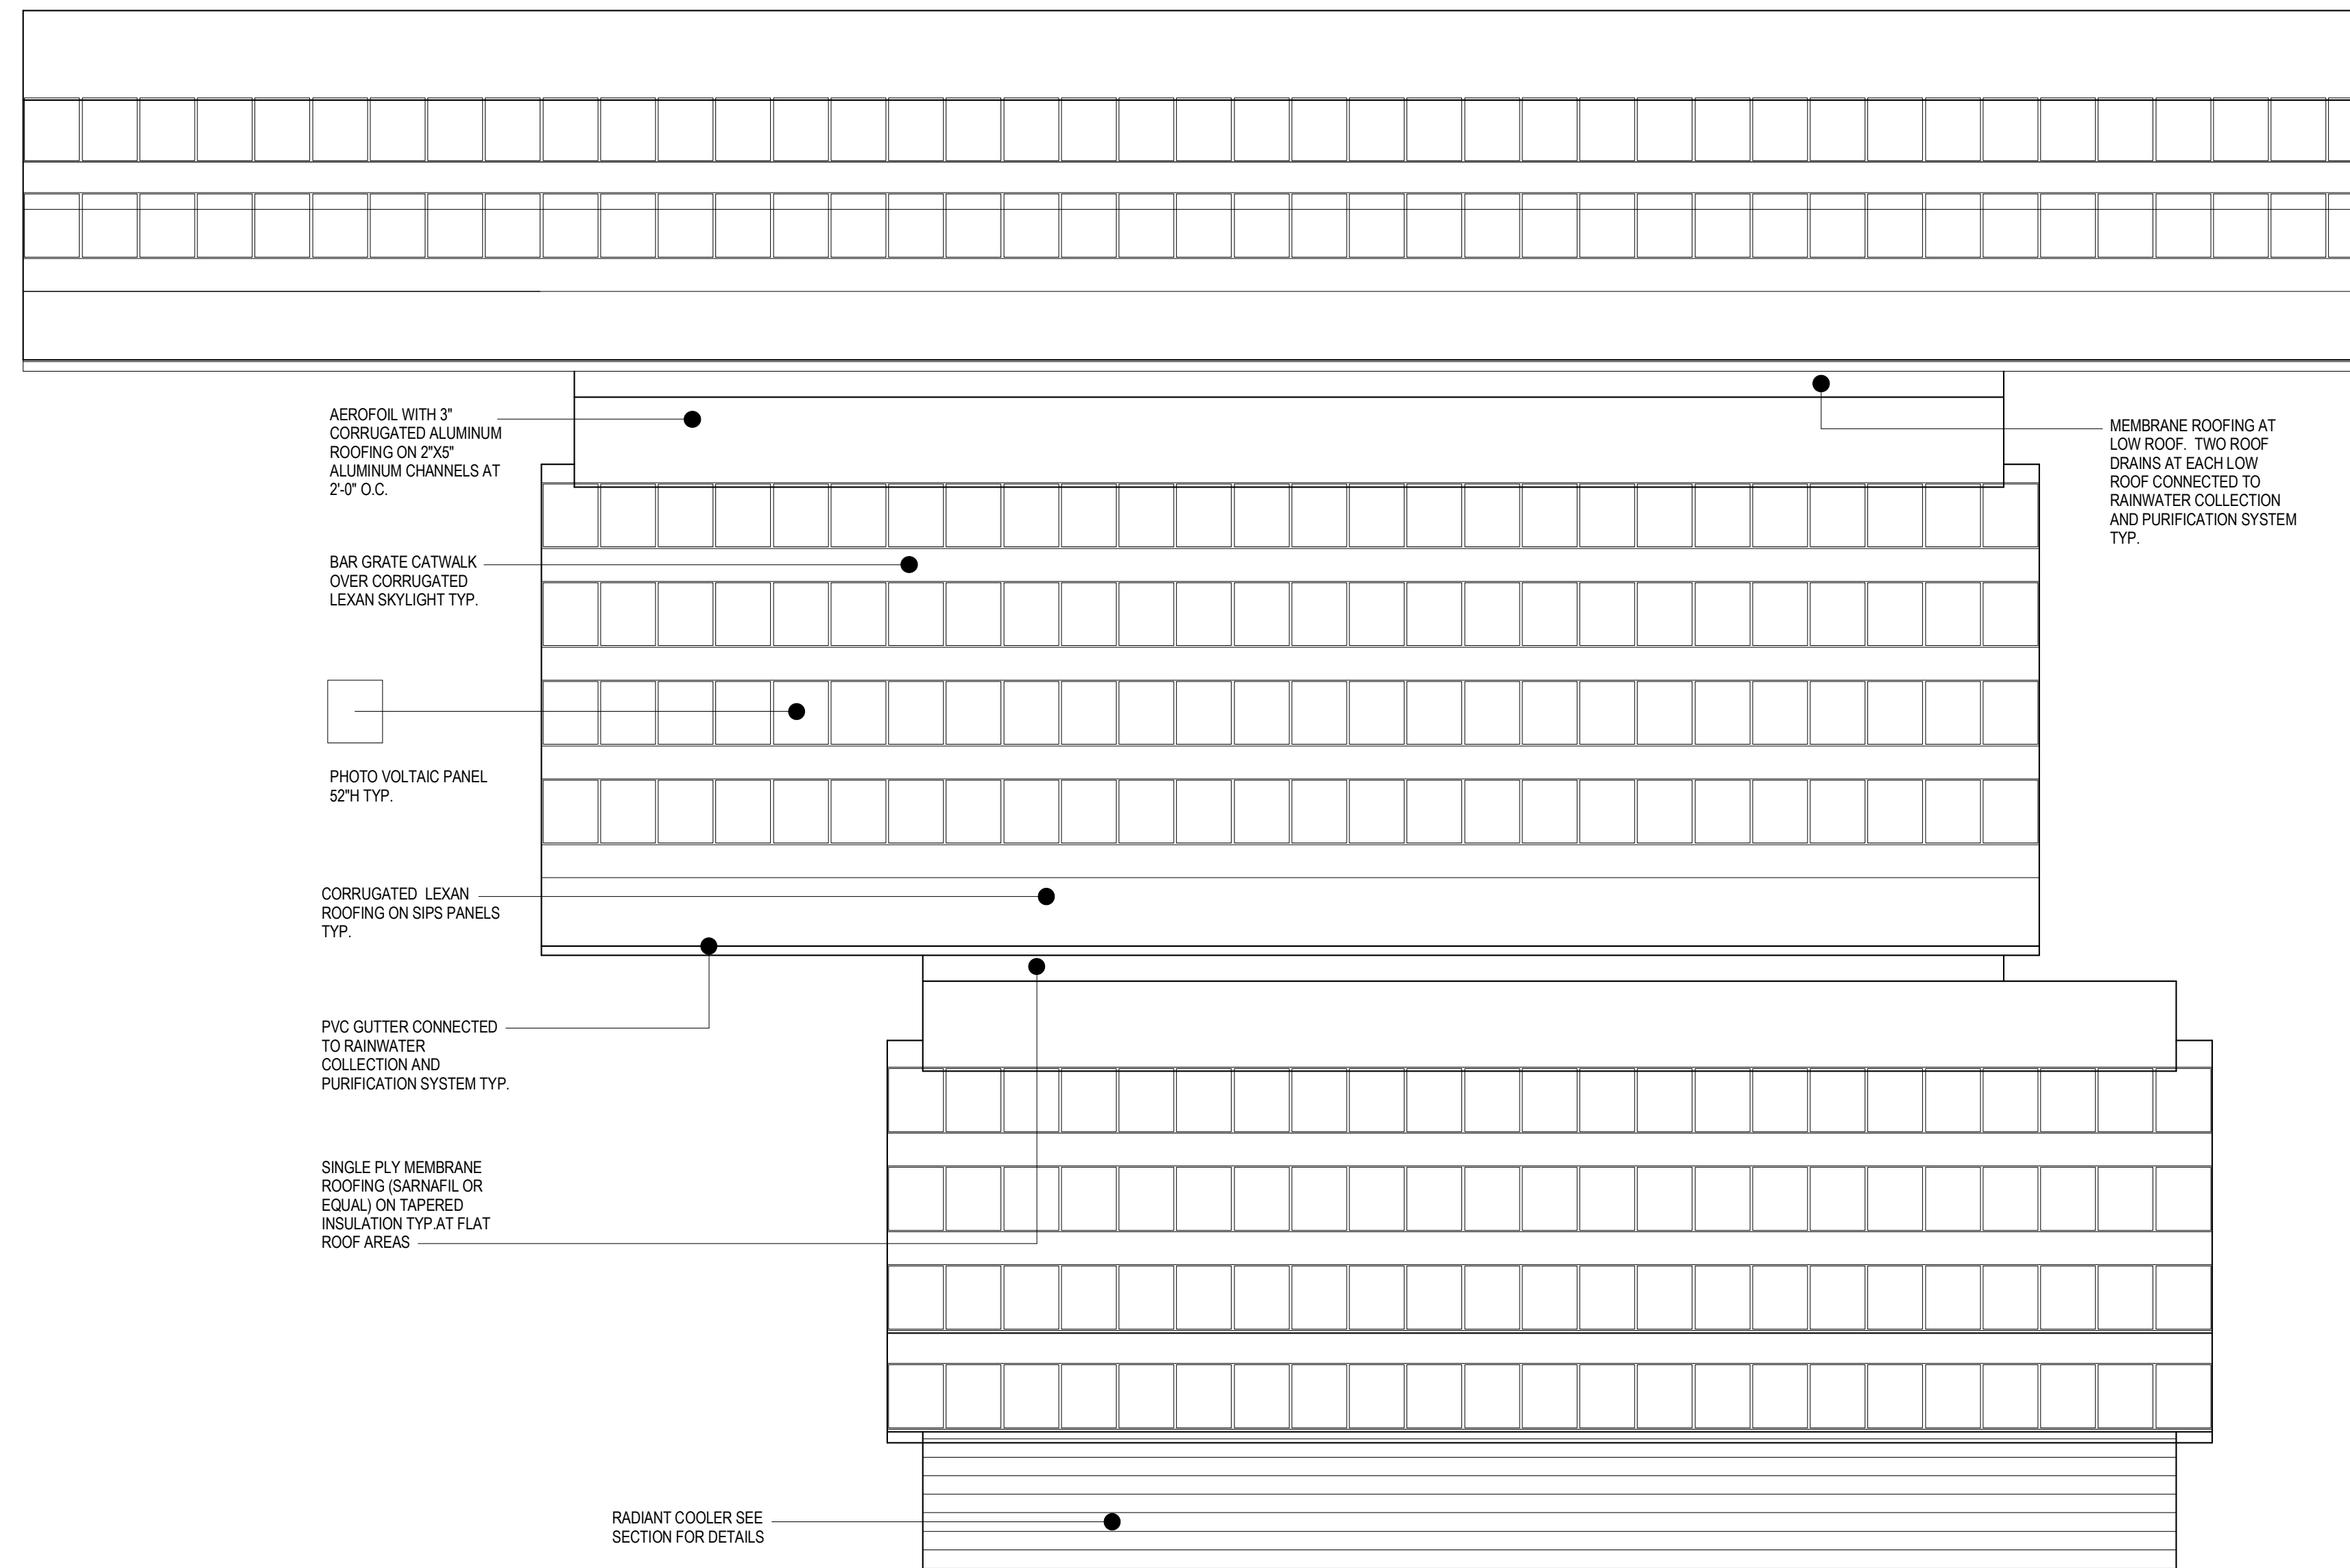 AEROFOIL WITH 3"
CORRUGATED ALUMINUM
ROOFING ON 2"X5"
ALUMINUM CHANNELS AT
2'-0" O.C.
MEMBRANE ROOFING AT
LOW ROOF.  TWO ROOF
DRAINS AT EACH LOW
ROOF CONNECTED TO
RAINWATER COLLECTION
AND PURIFICATION SYSTEM
TYP.
BAR GRATE CATWALK
OVER CORRUGATED
LEXAN SKYLIGHT TYP.
PHOTO VOLTAIC PANEL
52"H TYP.
CORRUGATED  LEXAN
ROOFING ON SIPS PANELS
TYP.
PVC GUTTER CONNECTED
TO RAINWATER
COLLECTION AND
PURIFICATION SYSTEM TYP.
SINGLE PLY MEMBRANE
ROOFING (SARNAFIL OR
EQUAL) ON TAPERED
INSULATION TYP.AT FLAT
ROOF AREAS
RADIANT COOLER SEE
SECTION FOR DETAILS